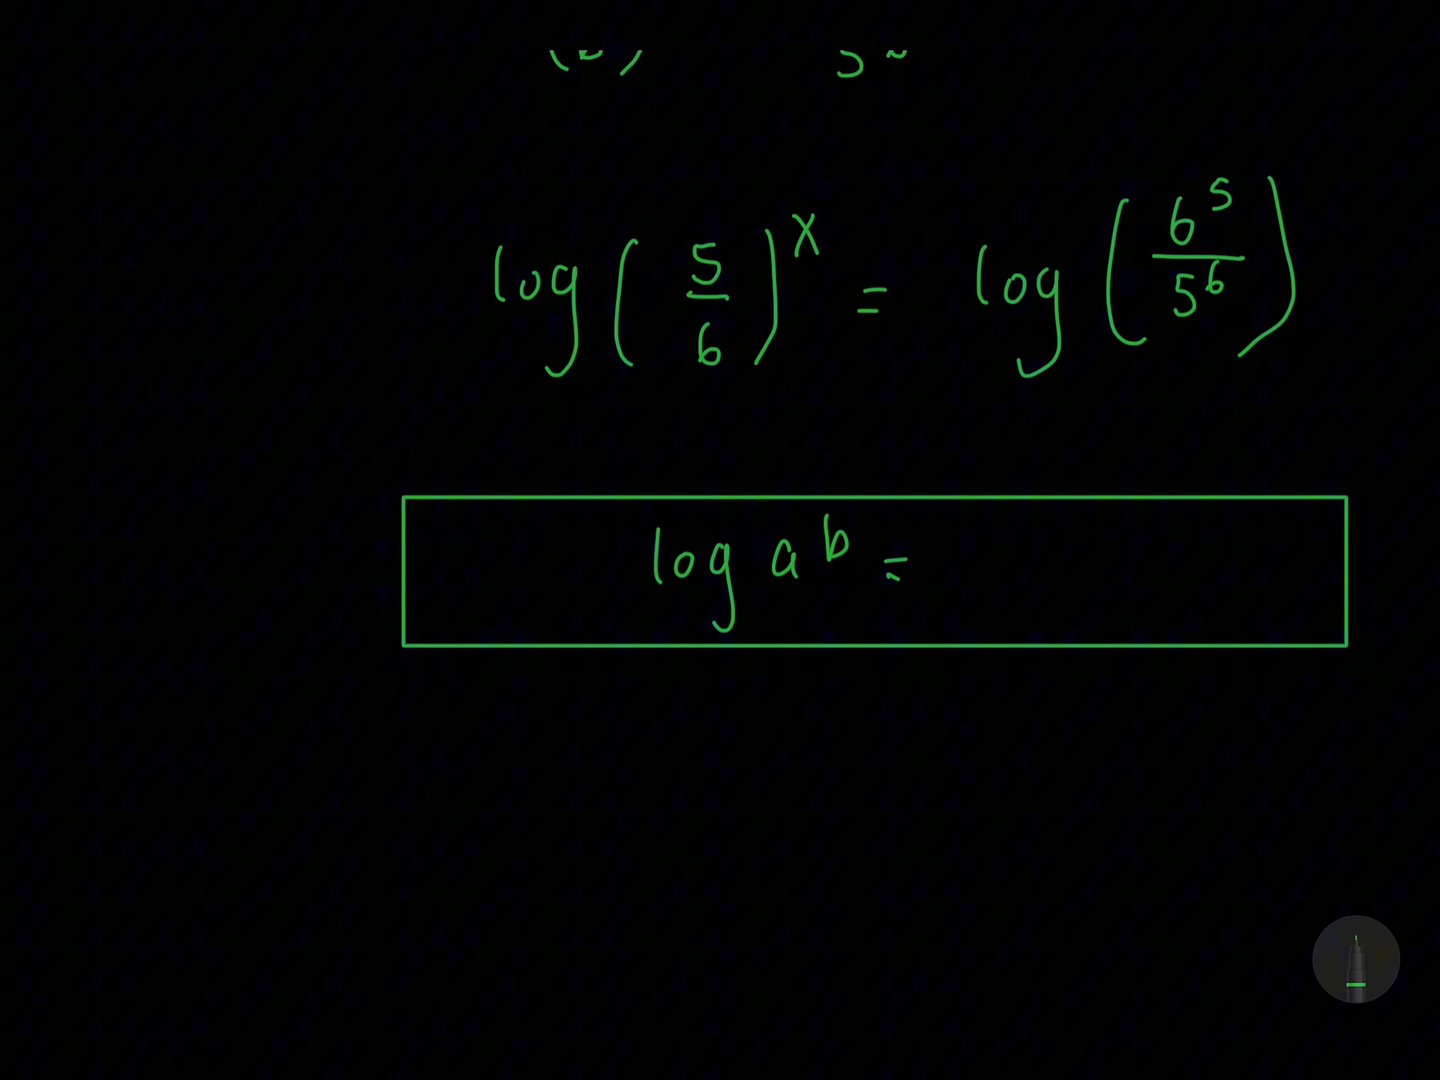 log(5/6)^x = log(6^5/5^6)
log a^b =